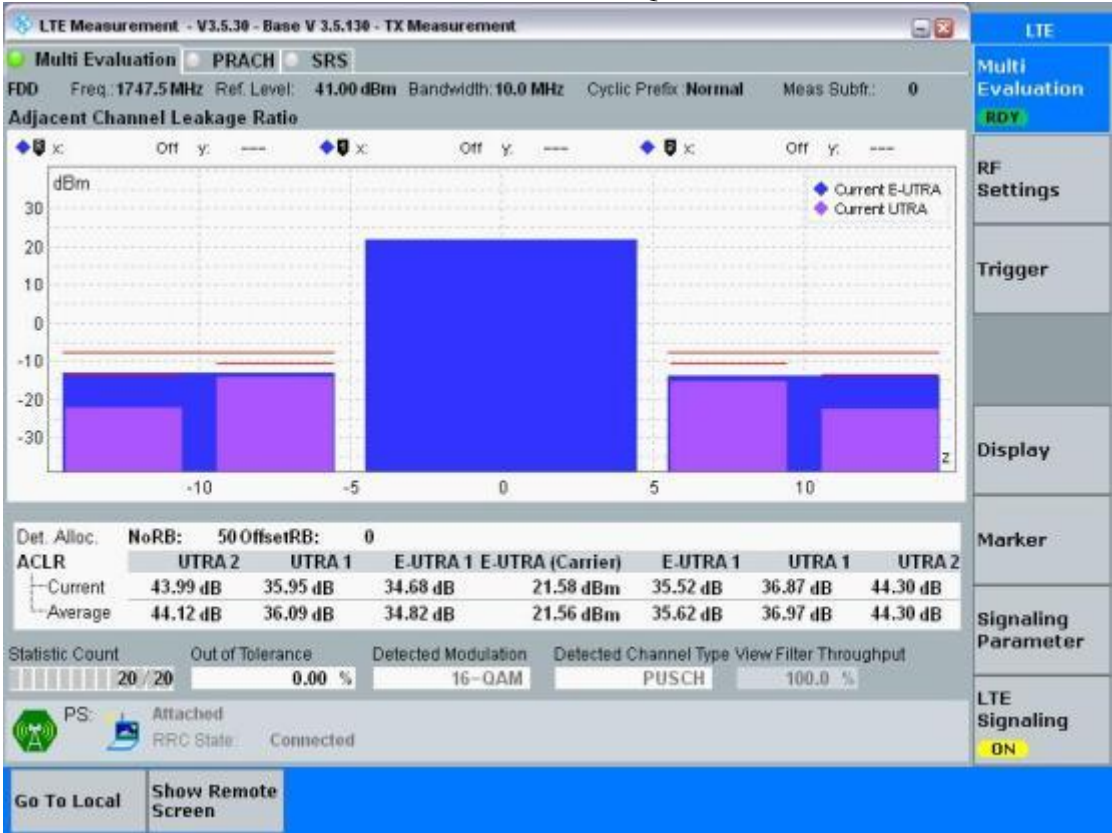 LTE Measurement - V3.5.30 - Base V 3.5.130 - TX Measurement
Multi Evaluation PRACH SRS
FDD Freq.: 1747.5 MHz Ref. Level: 41.00 dBm Bandwidth: 10.0 MHz Cyclic Prefix: Normal Meas Subfr.: 0
Adjacent Channel Leakage Ratio
x: Off y: --- x: Off y: --- x: Off y: ---
dBm
Current E-UTRA
Current UTRA
30
20
10
0
-10
-20
-30
z
-10 -5 0 5 10
Det. Alloc. NoRB: 50 OffsetRB: 0
ACLR UTRA 2 UTRA 1 E-UTRA 1 E-UTRA (Carrier) E-UTRA 1 UTRA 1 UTRA 2
Current 43.99 dB 35.95 dB 34.68 dB 21.58 dBm 35.52 dB 36.87 dB 44.30 dB
Average 44.12 dB 36.09 dB 34.82 dB 21.56 dBm 35.62 dB 36.97 dB 44.30 dB
Statistic Count Out of Tolerance Detected Modulation Detected Channel Type View Filter Throughput
20 / 20 0.00 % 16-QAM PUSCH 100.0 %
PS: Attached
RRC State: Connected
Go To Local
Show Remote
Screen
LTE
Multi
Evaluation
RDY
RF
Settings
Trigger
Display
Marker
Signaling
Parameter
LTE
Signaling
ON